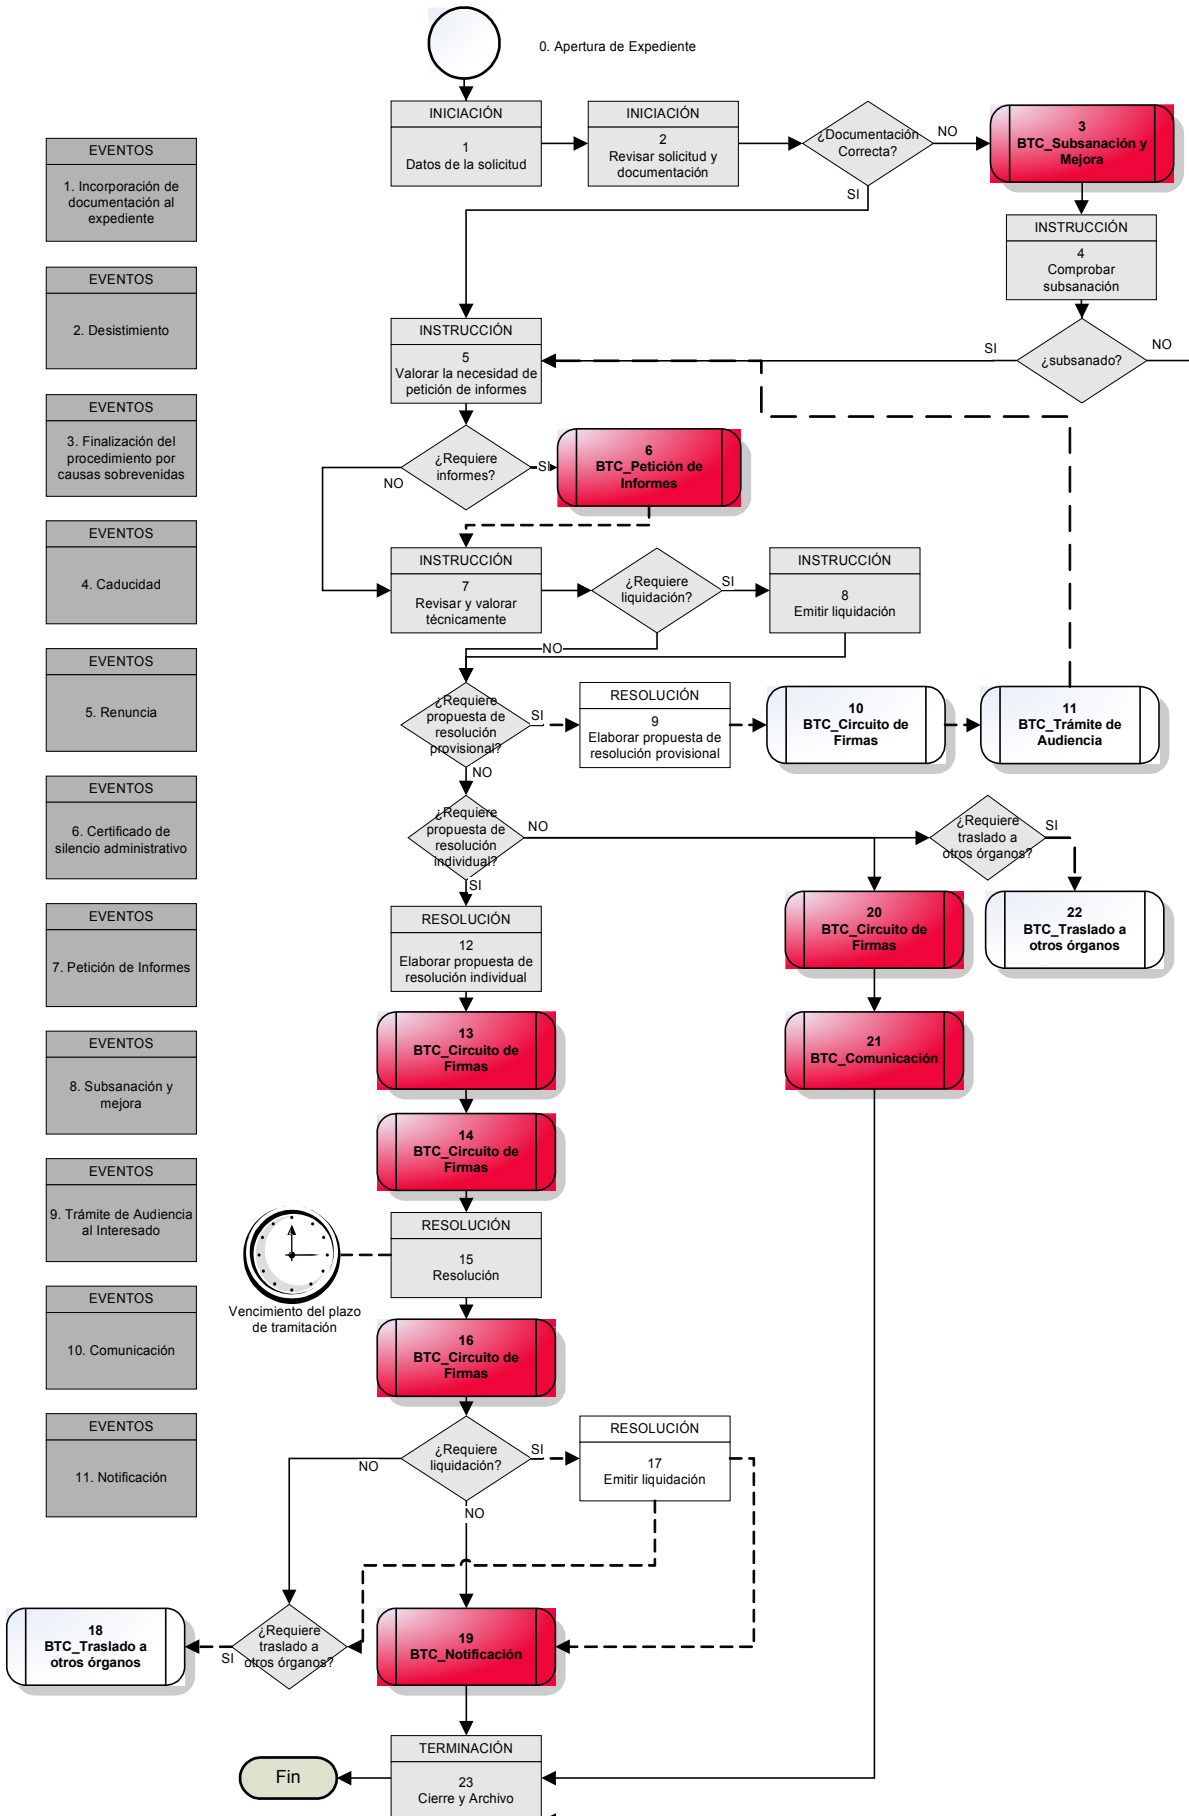 0. Apertura de Expediente
INICIACIÓN
1
Datos de la solicitud
INICIACIÓN
2
Revisar solicitud y
documentación
¿Documentación
Correcta?
NO
SI
3
BTC_Subsanación y
Mejora
EVENTOS
1. Incorporación de
documentación al
expediente
INSTRUCCIÓN
4
Comprobar
subsanación
EVENTOS
2. Desistimiento
INSTRUCCIÓN
5
Valorar la necesidad de
petición de informes
SI
¿subsanado?
NO
EVENTOS
3. Finalización del
procedimiento por
causas sobrevenidas
¿Requiere
informes?
SI
NO
6
BTC_Petición de
Informes
EVENTOS
4. Caducidad
INSTRUCCIÓN
7
Revisar y valorar
técnicamente
¿Requiere
liquidación?
SI
NO
INSTRUCCIÓN
8
Emitir liquidación
EVENTOS
5. Renuncia
¿Requiere
propuesta de
resolución
provisional?
SI
NO
RESOLUCIÓN
9
Elaborar propuesta de
resolución provisional
10
BTC_Circuito de
Firmas
11
BTC_Trámite de
Audiencia
EVENTOS
6. Certificado de
silencio administrativo
¿Requiere
propuesta de
resolución
individual?
NO
SI
¿Requiere
traslado a
otros órganos?
SI
EVENTOS
7. Petición de Informes
RESOLUCIÓN
12
Elaborar propuesta de
resolución individual
20
BTC_Circuito de
Firmas
22
BTC_Traslado a
otros órganos
EVENTOS
8. Subsanación y
mejora
13
BTC_Circuito de
Firmas
21
BTC_Comunicación
14
BTC_Circuito de
Firmas
EVENTOS
9. Trámite de Audiencia
al Interesado
Vencimiento del plazo
de tramitación
RESOLUCIÓN
15
Resolución
EVENTOS
10. Comunicación
16
BTC_Circuito de
Firmas
EVENTOS
11. Notificación
¿Requiere
liquidación?
SI
NO
NO
RESOLUCIÓN
17
Emitir liquidación
18
BTC_Traslado a
otros órganos
SI
¿Requiere
traslado a
otros órganos?
19
BTC_Notificación
TERMINACIÓN
23
Cierre y Archivo
Fin